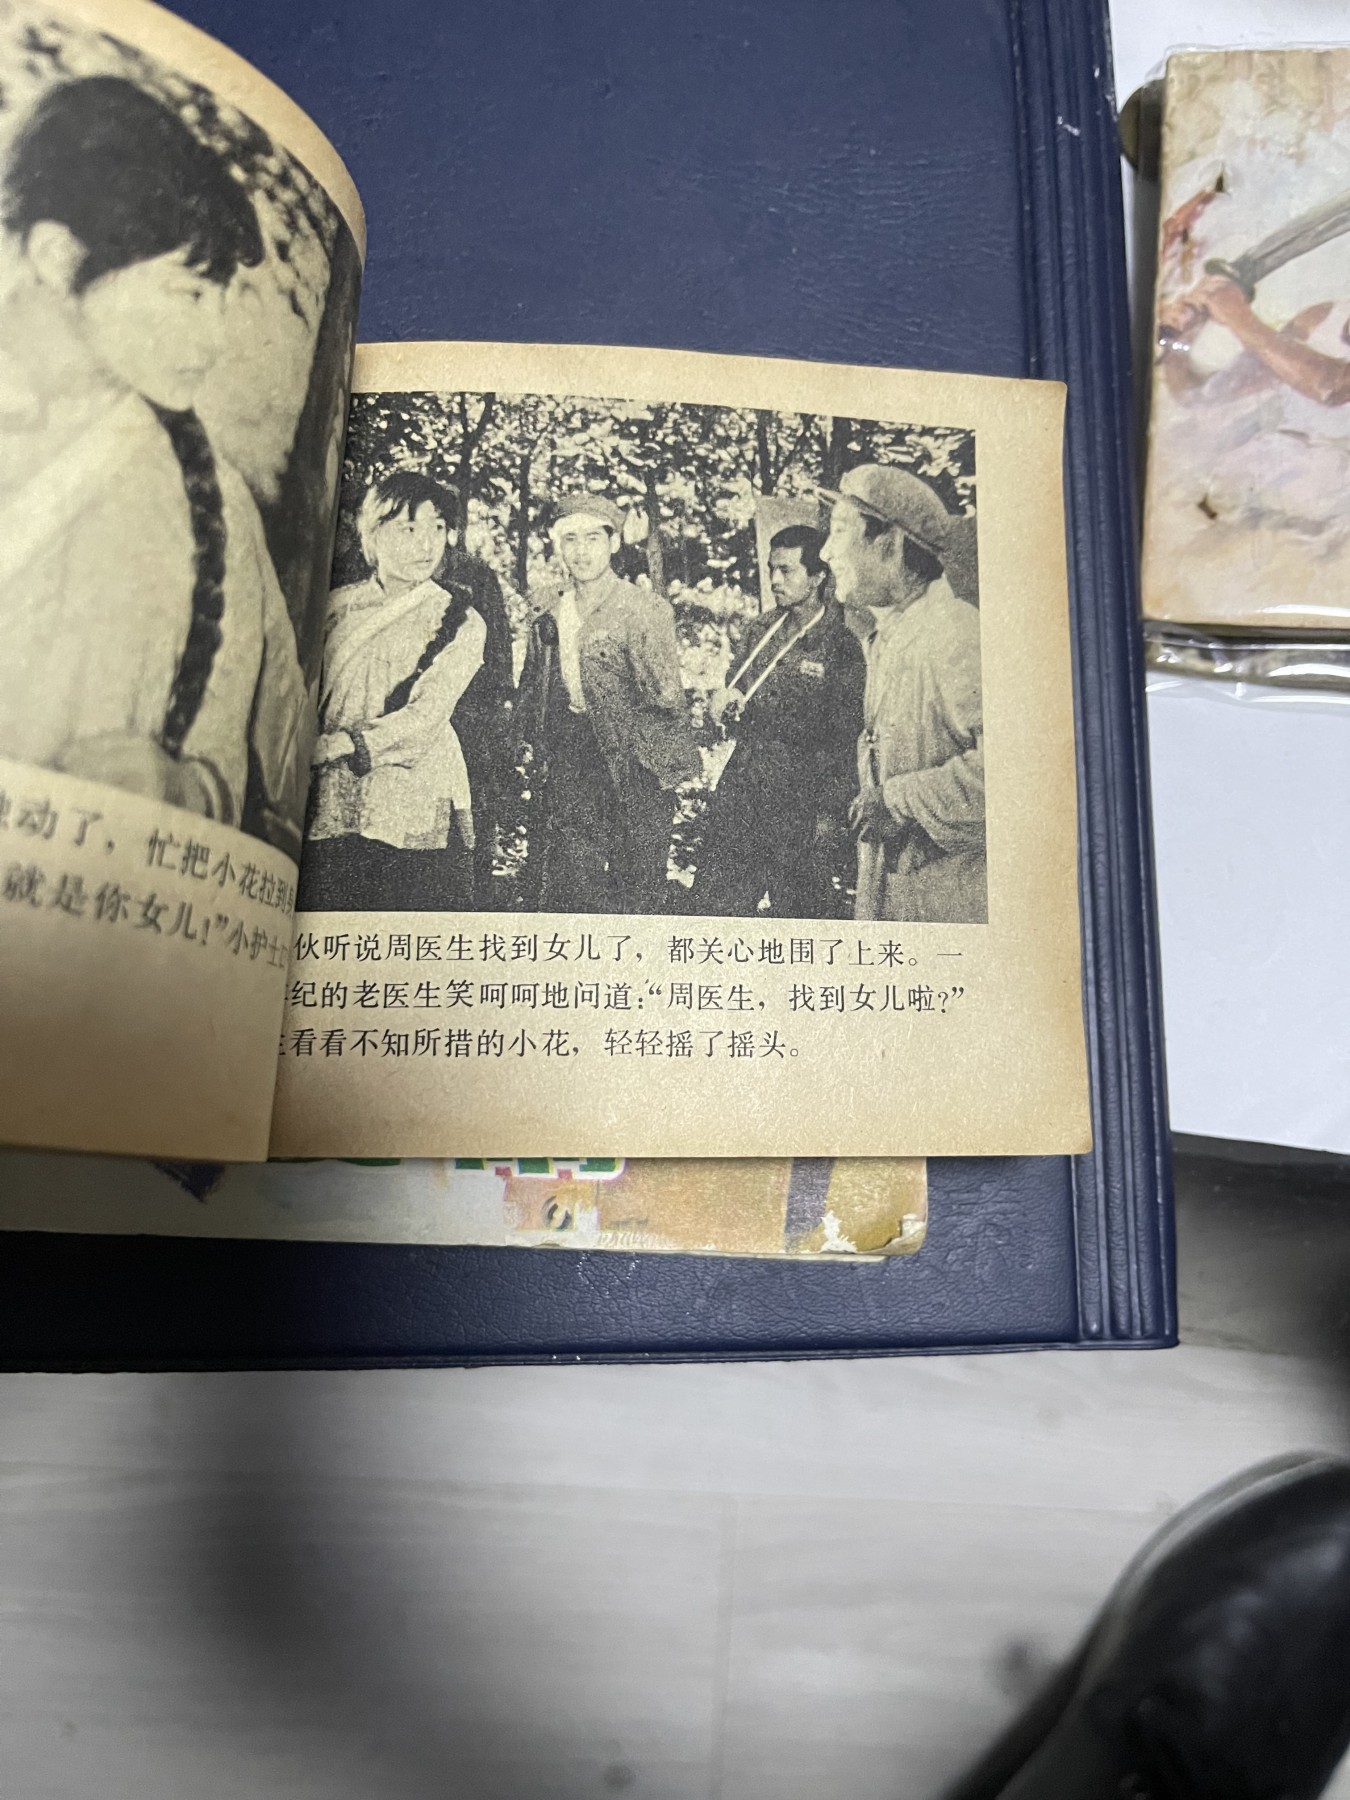 动了，忙把小花拉到
就是你女儿！”小护士
伙听说周医生找到女儿了，都关心地围了上来。一
纪的老医生笑呵呵地问道：“周医生，找到女儿啦？”
看看不知所措的小花，轻轻摇了摇头。